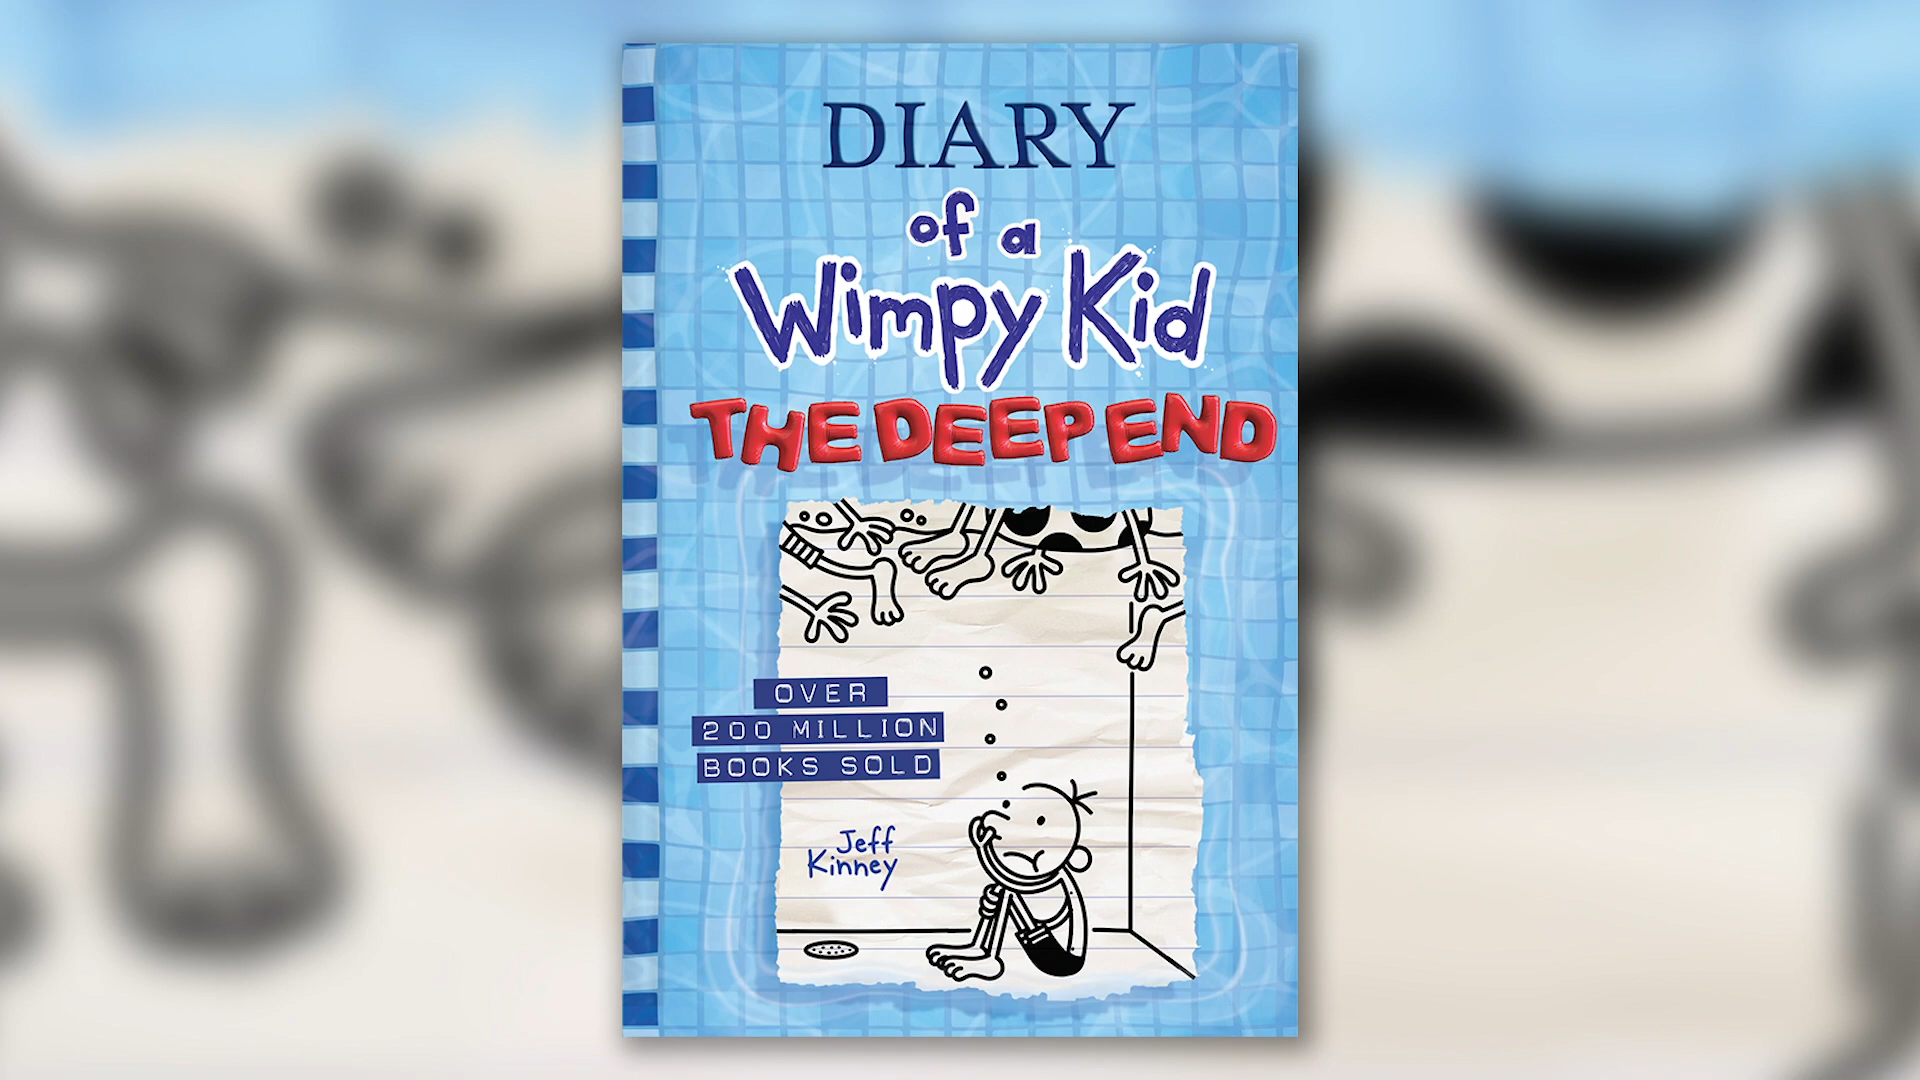 DIARY
of a
Wimpy Kid
THE DEEP END
OVER
200 MILLION
BOOKS SOLD
Jeff
Kinney